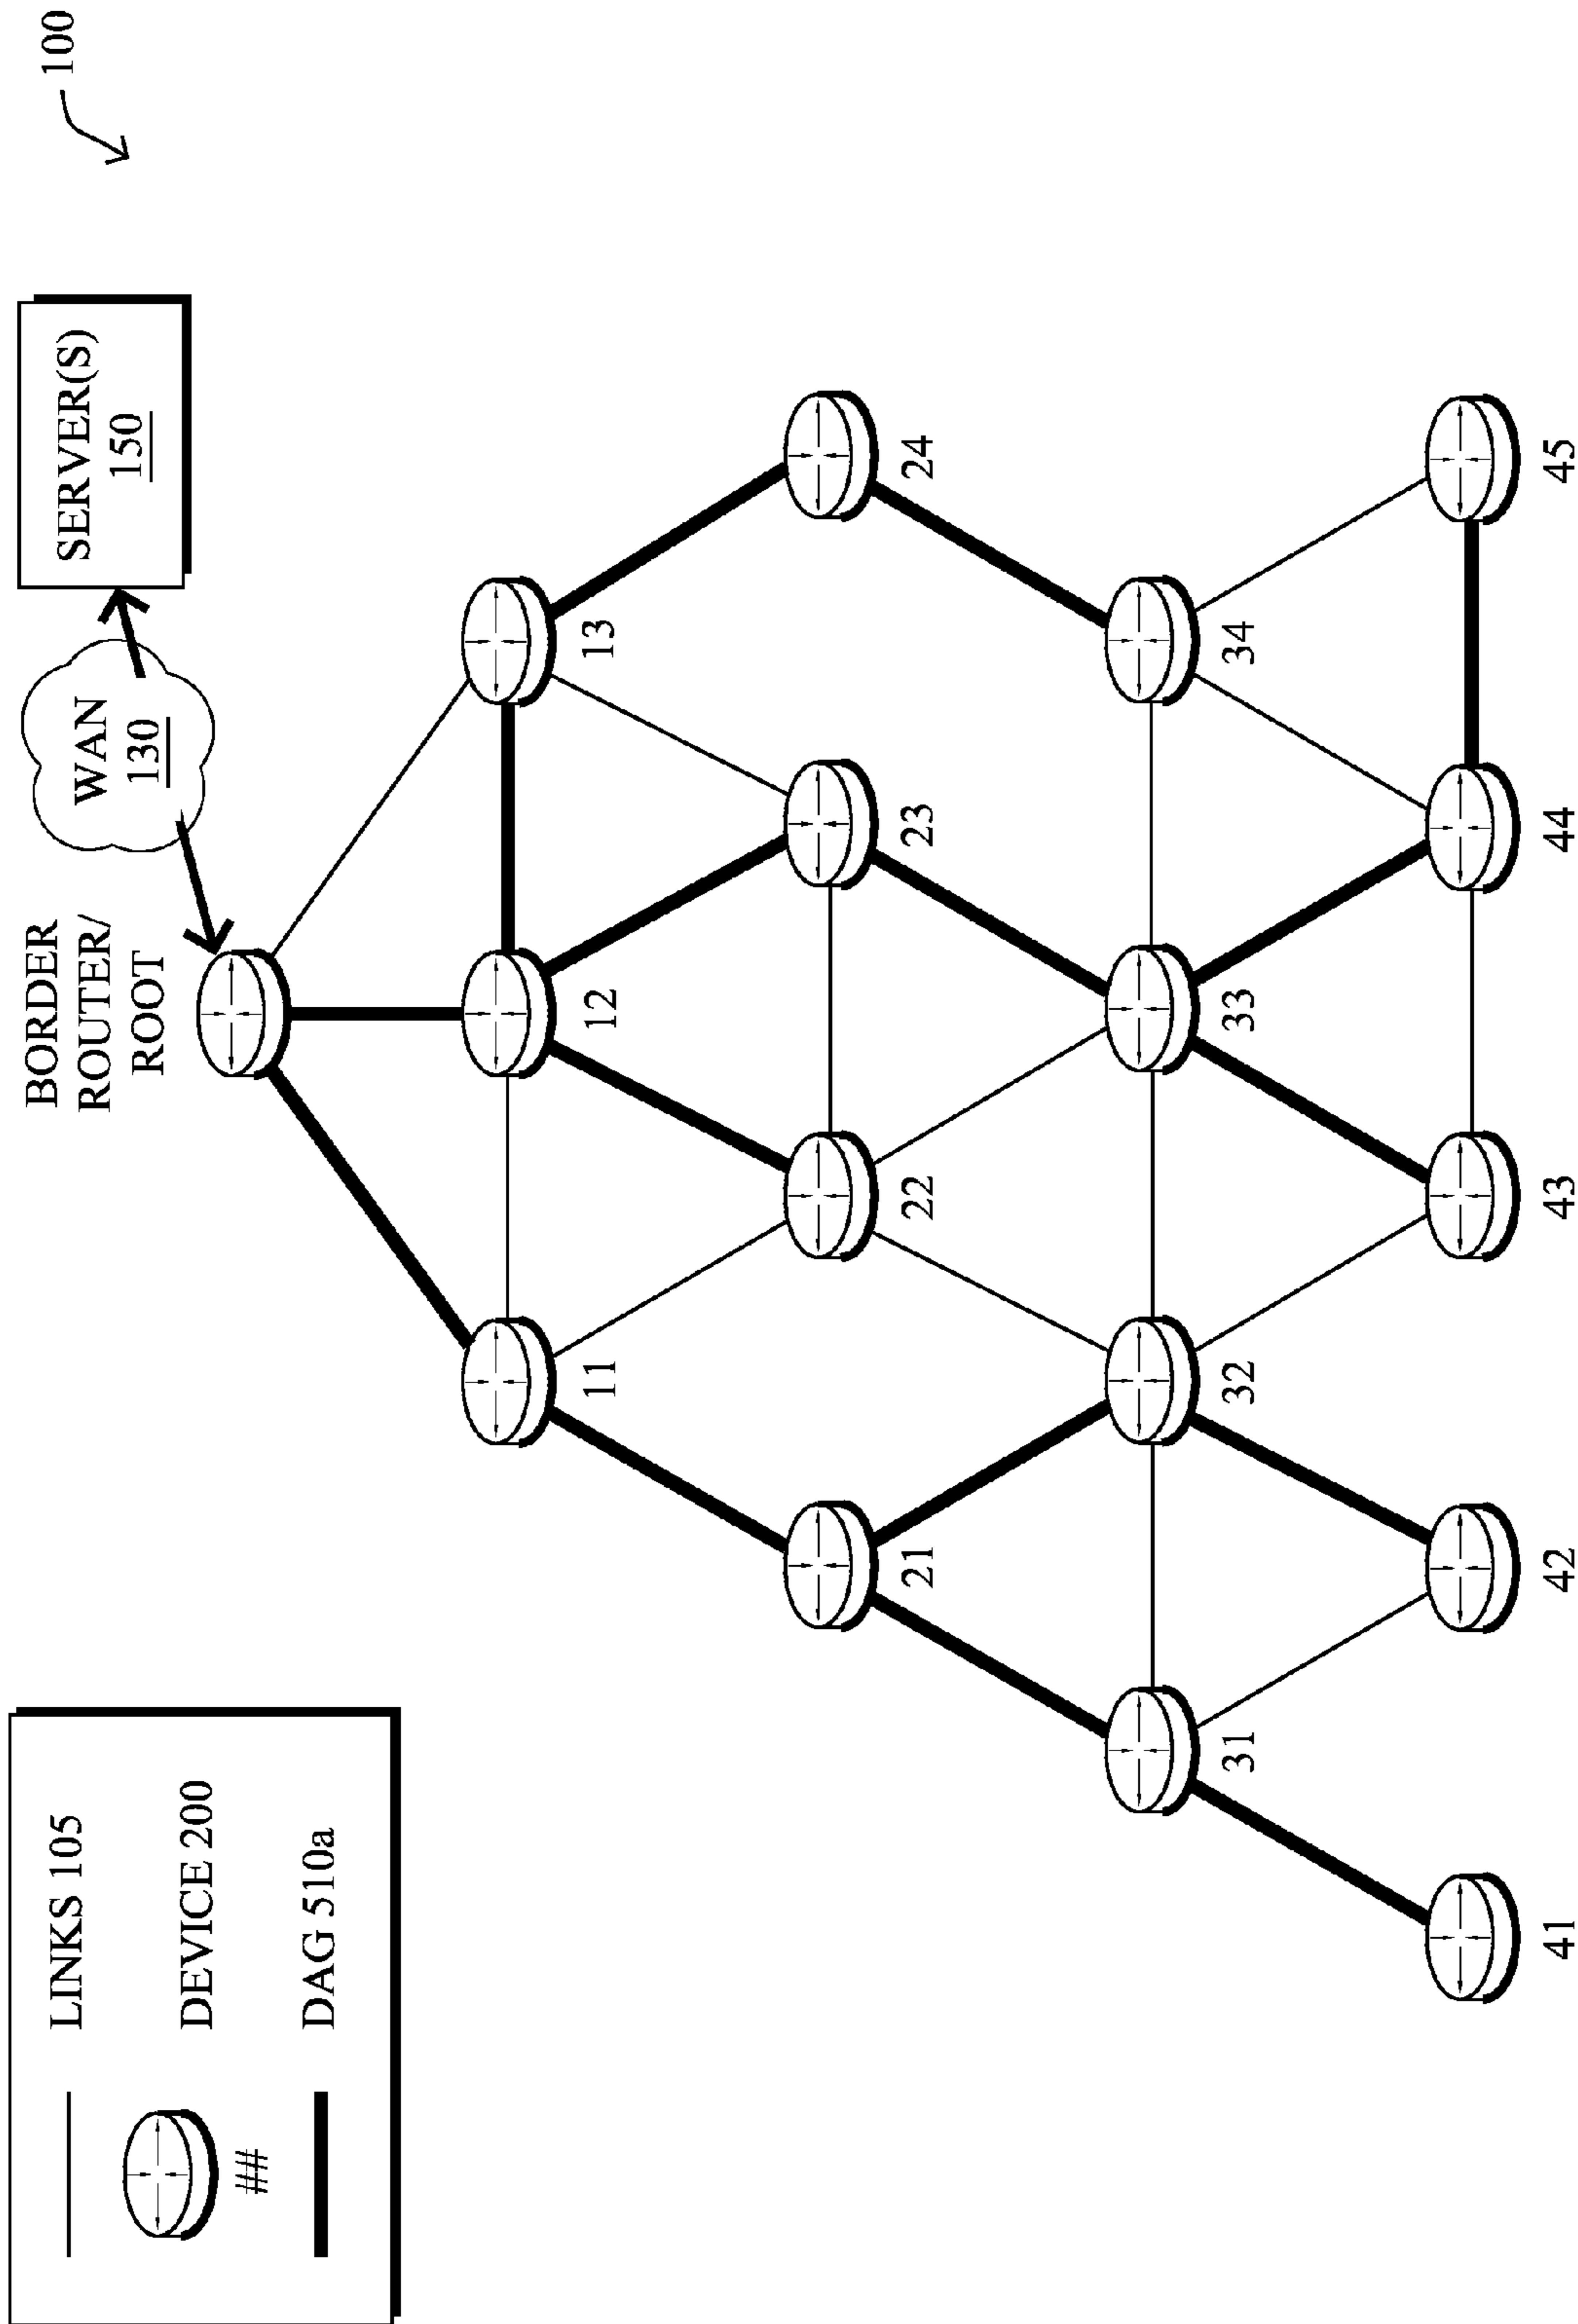 100
LINKS 105
DEVICE 200
##
DAG 510a
BORDER
ROUTER/
ROOT
WAN
130
SERVER(S)
150
11
12
13
21
22
23
24
31
32
33
34
41
42
43
44
45